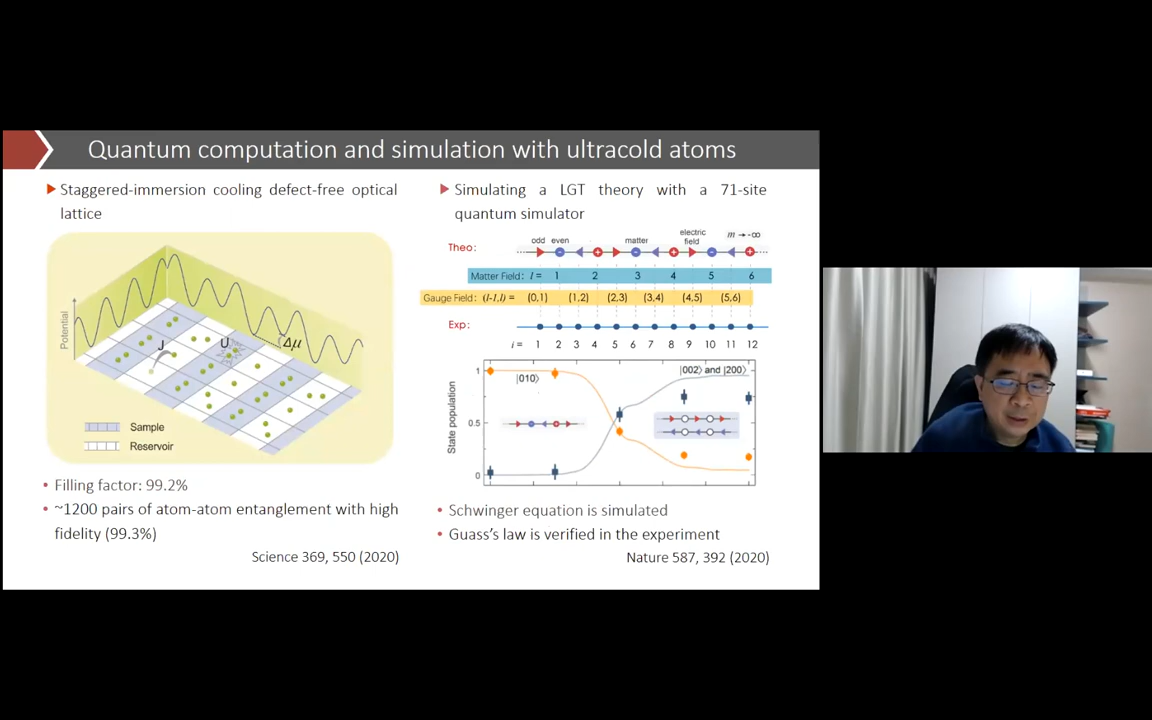 Quantum computation and simulation with ultracold atoms
Staggered-immersion cooling defect-free optical
lattice
Potential
J
U
Δμ
Sample
Reservoir
• Filling factor: 99.2%
• ~1200 pairs of atom-atom entanglement with high
fidelity (99.3%)
Science 369, 550 (2020)
Simulating a LGT theory with a 71-site
quantum simulator
odd even matter electric field m → -∞
Theo:
Matter Field: l = 1 2 3 4 5 6
Gauge Field: (l-1,l) = (0,1) (1,2) (2,3) (3,4) (4,5) (5,6)
Exp:
i = 1 2 3 4 5 6 7 8 9 10 11 12
State population
1
0.5
0
|010⟩
|002⟩ and |200⟩
• Schwinger equation is simulated
• Guass's law is verified in the experiment
Nature 587, 392 (2020)